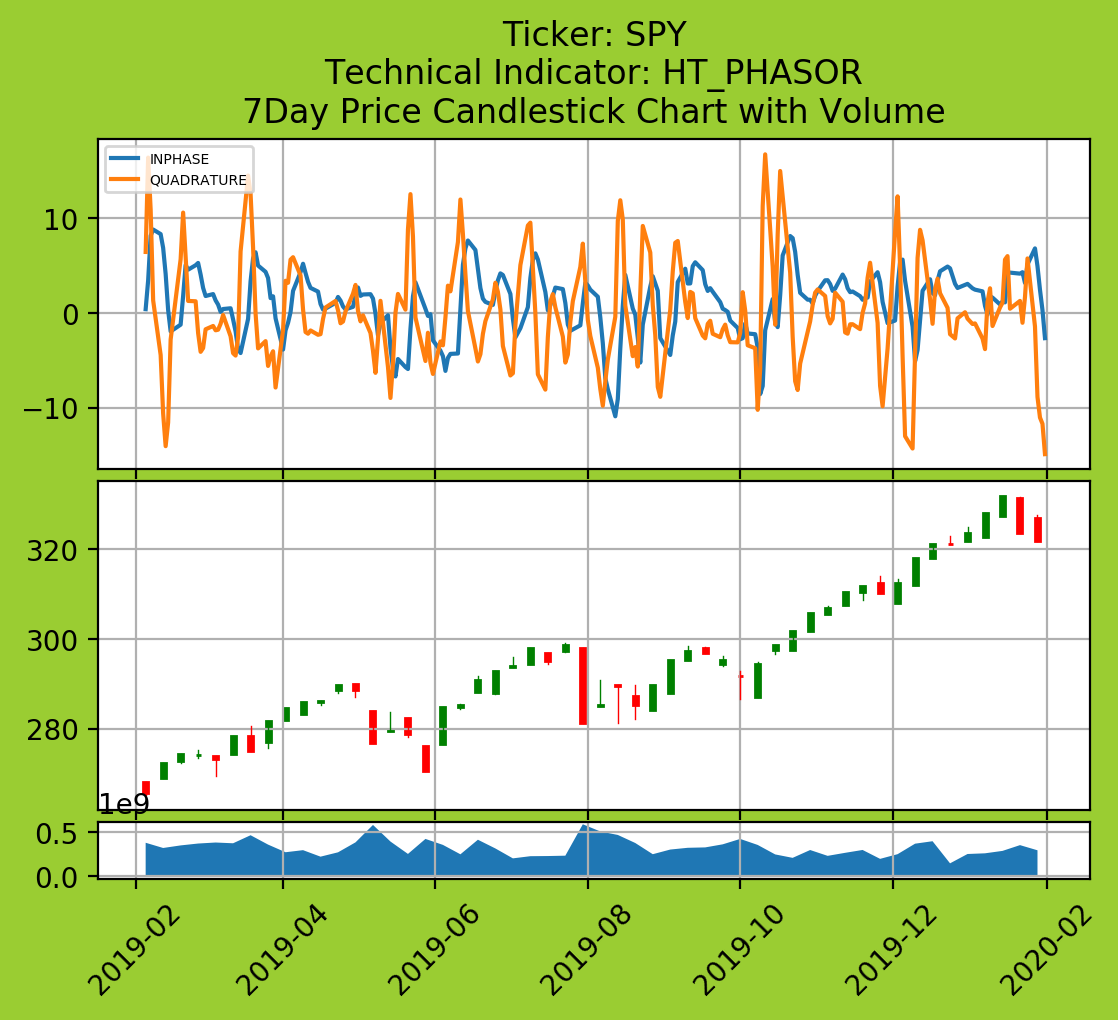 Ticker: SPY
Technical Indicator: HT_PHASOR
7Day Price Candlestick Chart with Volume
INPHASE
QUADRATURE
10
0
−10
320
300
280
1e9
0.5
0.0
2019-02
2019-04
2019-06
2019-08
2019-10
2019-12
2020-02